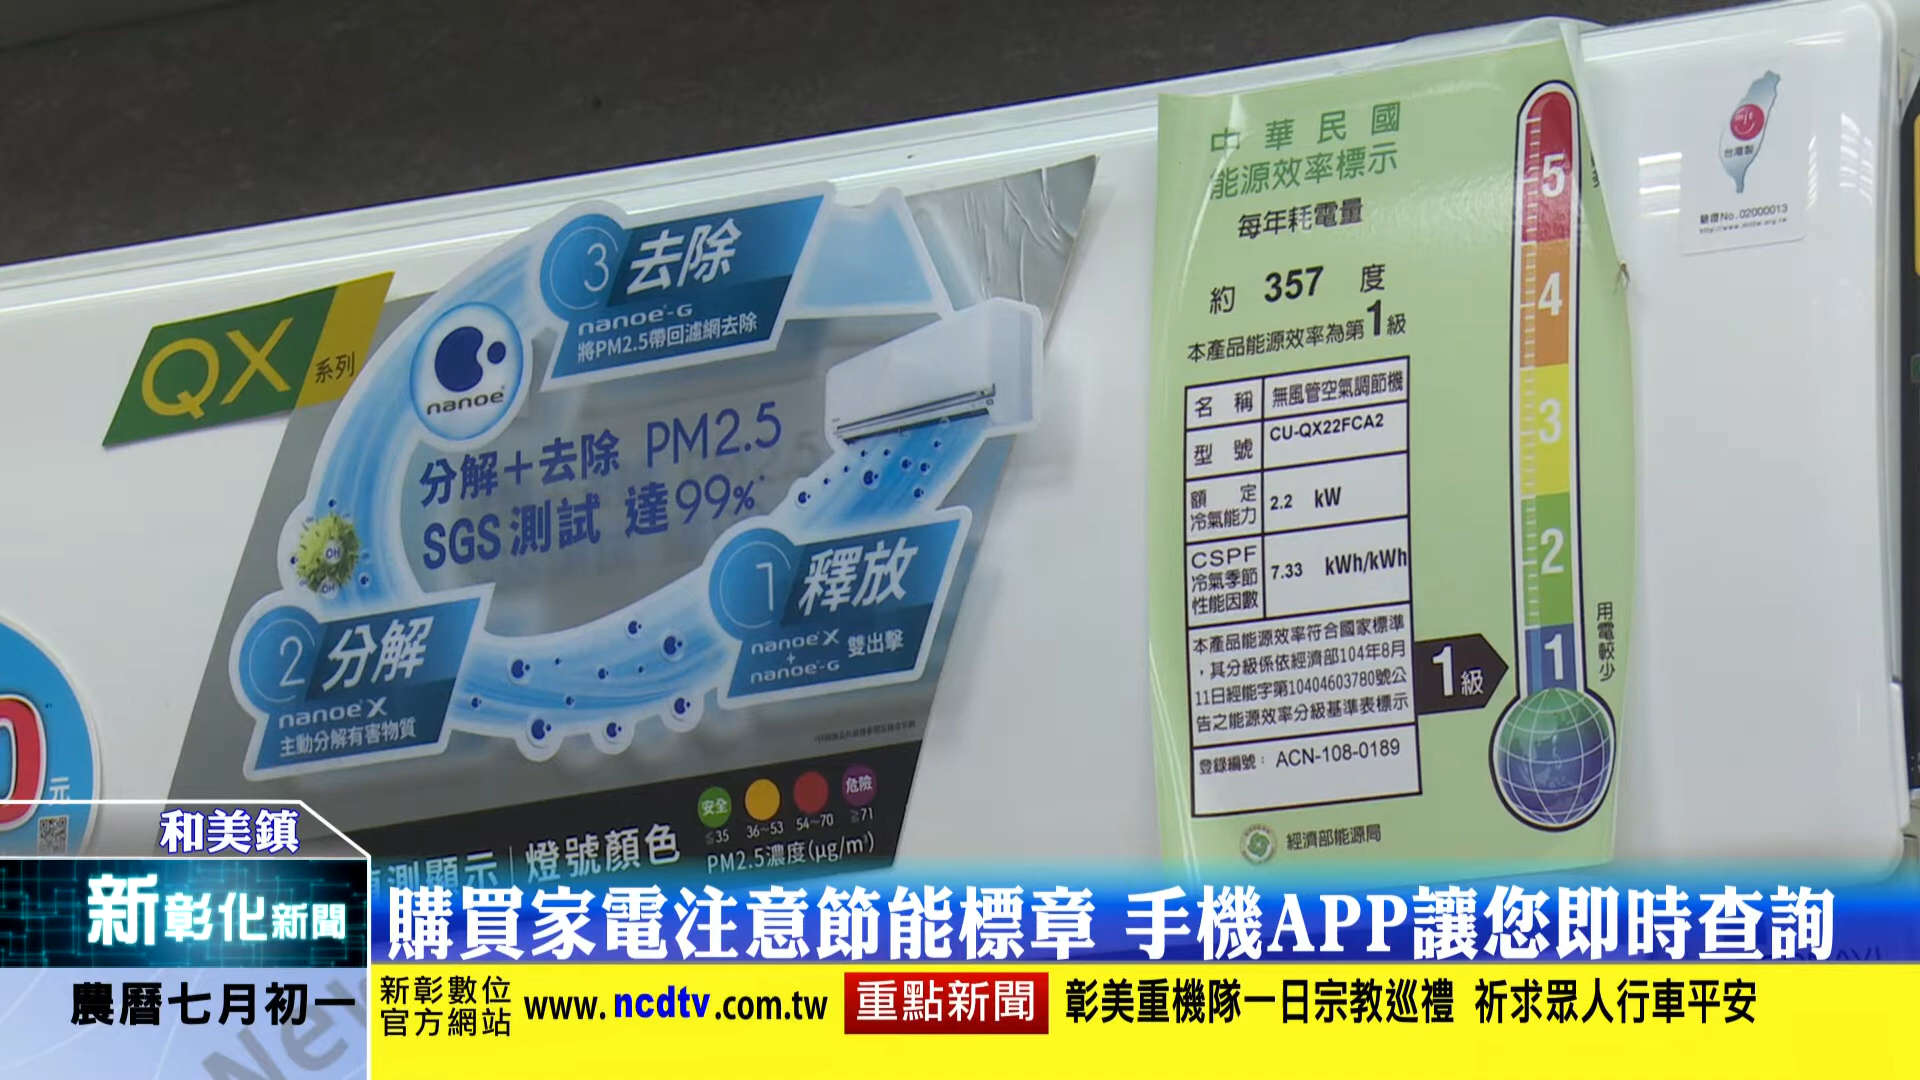 QX 系列
nanoe
3 去除
nanoe-G
將PM2.5帶回濾網去除
分解+去除 PM2.5
SGS測試 達99%
1 釋放
nanoe X
+
nanoe-G
雙出擊
2 分解
nanoe X
主動分解有害物質
測顯示 | 燈號顏色
安全 危險
≦35 36~53 54~70 ≧71
PM2.5濃度(μg/m³)
0 元
中華民國
能源效率標示
每年耗電量
約 357 度
本產品能源效率為第1級
名稱 無風管空氣調節機
型號 CU-QX22FCA2
額定冷氣能力 2.2 kW
CSPF
冷氣季節
性能因數
7.33 kWh/kWh
本產品能源效率符合國家標準
,其分級係依經濟部104年8月
11日經能字第10404603780號公
告之能源效率分級基準表標示
登錄編號: ACN-108-0189
經濟部能源局
5
4
3
2
1
1級
用電較少
mit
台灣製
驗證No.02000013
和美鎮
新彰化新聞
購買家電注意節能標章 手機APP讓您即時查詢
農曆七月初一
新彰數位
官方網站
www.ncdtv.com.tw
重點新聞
彰美重機隊一日宗教巡禮 祈求眾人行車平安